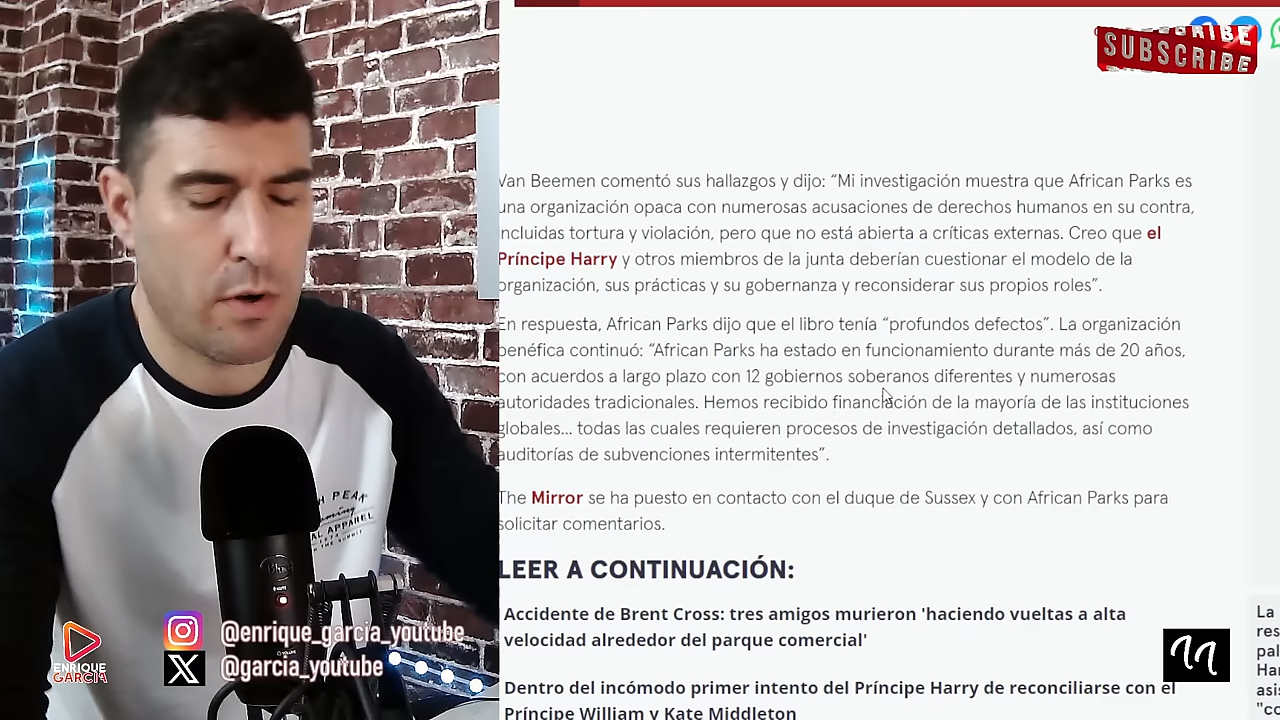 SUBSCRIBE
Van Beemen comentó sus hallazgos y dijo: “Mi investigación muestra que African Parks es
una organización opaca con numerosas acusaciones de derechos humanos en su contra,
incluidas tortura y violación, pero que no está abierta a críticas externas. Creo que el
Príncipe Harry y otros miembros de la junta deberían cuestionar el modelo de la
organización, sus prácticas y su gobernanza y reconsiderar sus propios roles”.
En respuesta, African Parks dijo que el libro tenía “profundos defectos”. La organización
benéfica continuó: “African Parks ha estado en funcionamiento durante más de 20 años,
con acuerdos a largo plazo con 12 gobiernos soberanos diferentes y numerosas
autoridades tradicionales. Hemos recibido financiación de la mayoría de las instituciones
globales... todas las cuales requieren procesos de investigación detallados, así como
auditorías de subvenciones intermitentes”.
The Mirror se ha puesto en contacto con el duque de Sussex y con African Parks para
solicitar comentarios.
LEER A CONTINUACIÓN:
Accidente de Brent Cross: tres amigos murieron 'haciendo vueltas a alta
velocidad alrededor del parque comercial'
Dentro del incómodo primer intento del Príncipe Harry de reconciliarse con el
Príncipe William y Kate Middleton
La
res
pal
Har
asis
"co
PEAK
APPAREL
@enrique_garcia_youtube
@garcia_youtube
ENRIQUE
GARCIA